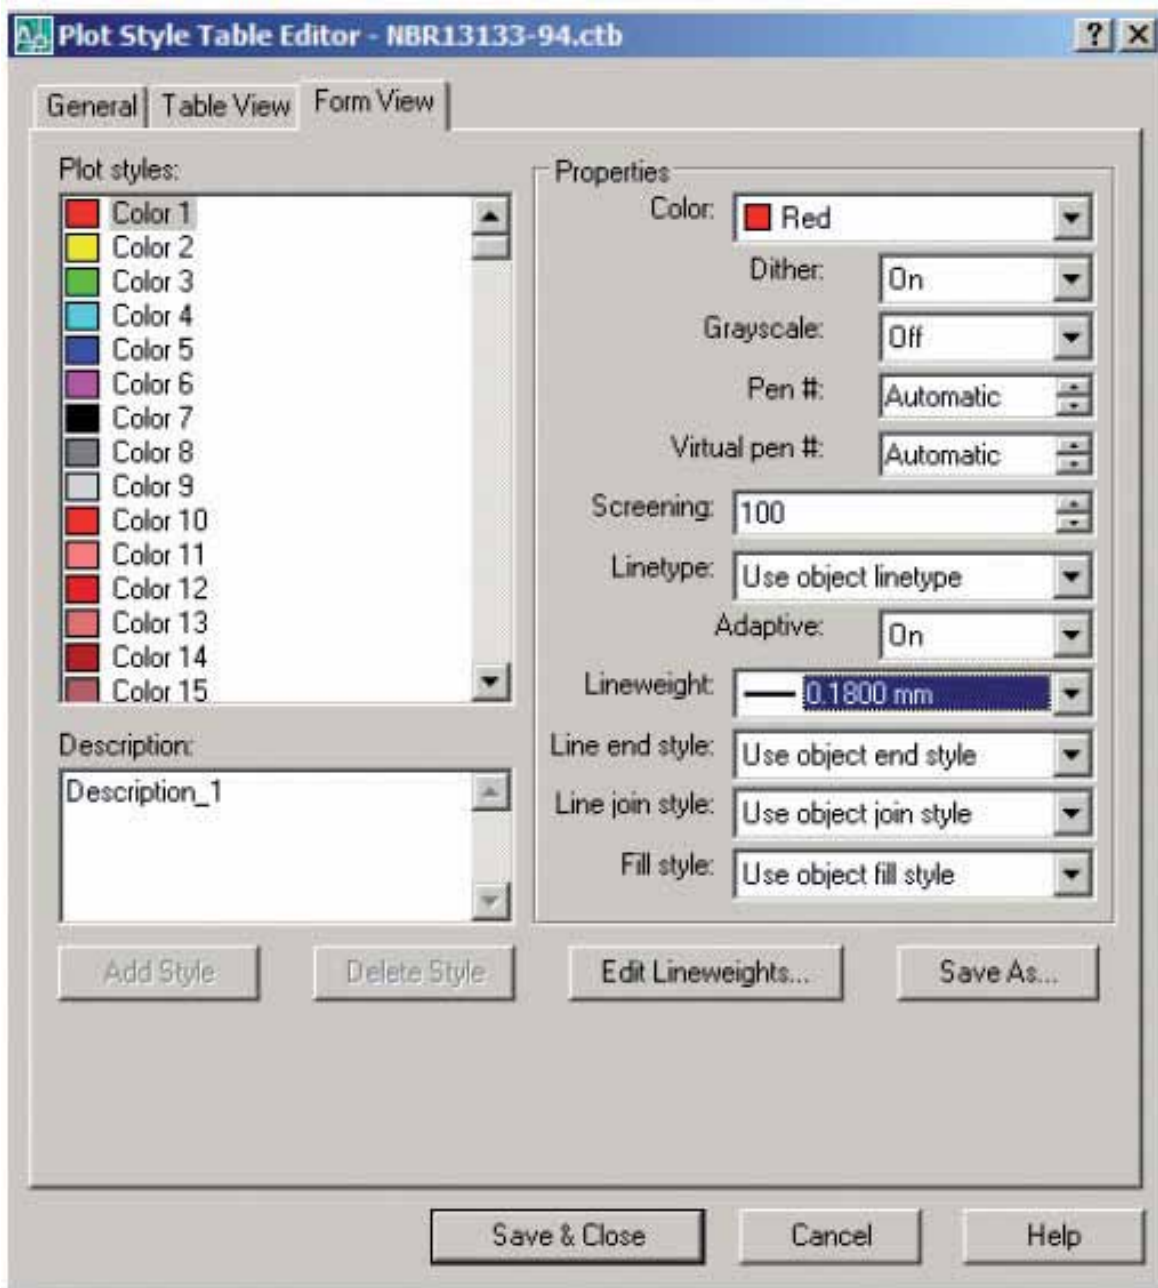 Plot Style Table Editor - NBR13133-94.ctb
General
Table View
Form View
Plot styles:
Color 1
Color 2
Color 3
Color 4
Color 5
Color 6
Color 7
Color 8
Color 9
Color 10
Color 11
Color 12
Color 13
Color 14
Color 15
Description:
Description_1
Add Style
Delete Style
Properties
Color: Red
Dither: On
Grayscale: Off
Pen #: Automatic
Virtual pen #: Automatic
Screening: 100
Linetype: Use object linetype
Adaptive: On
Lineweight: 0.1800 mm
Line end style: Use object end style
Line join style: Use object join style
Fill style: Use object fill style
Edit Lineweights...
Save As...
Save & Close
Cancel
Help